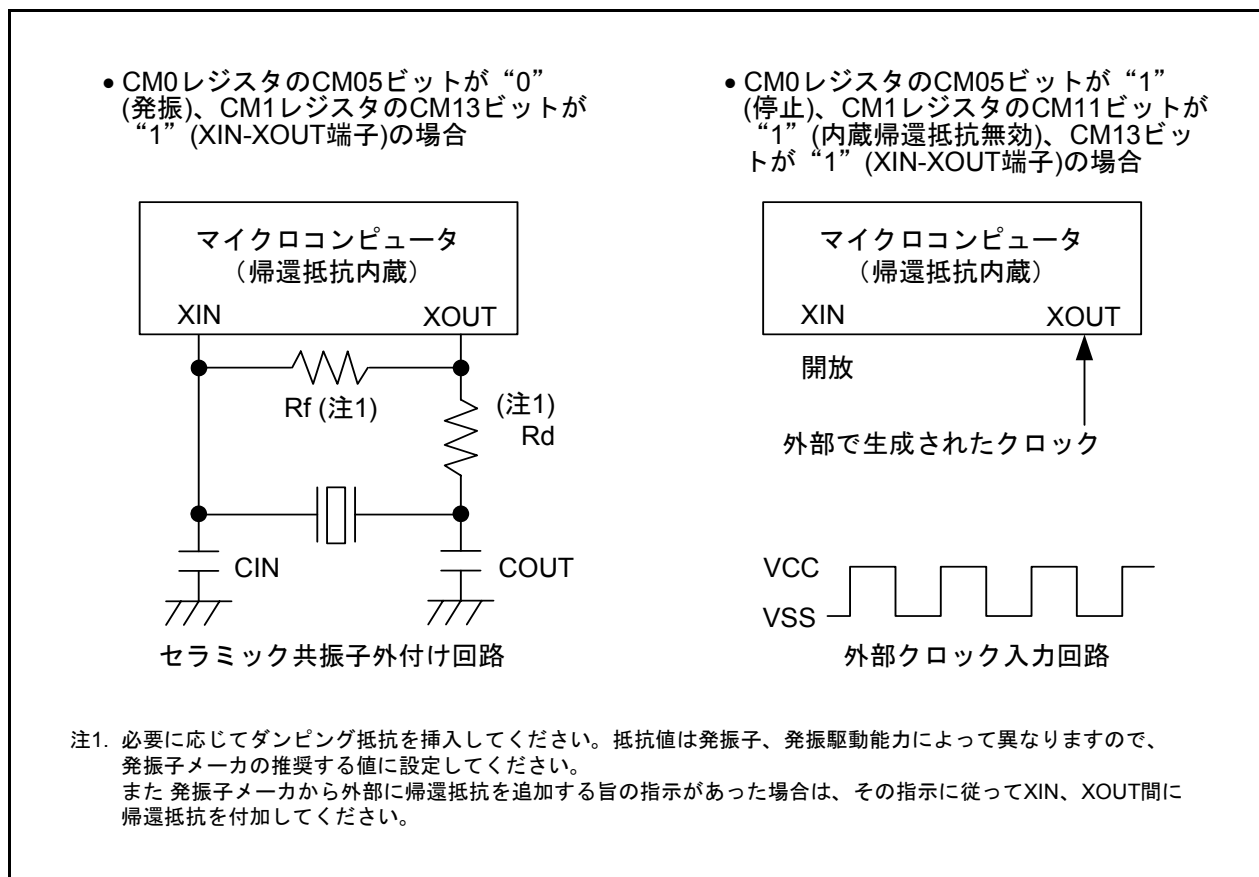 • CM0レジスタのCM05ビットが“0”
(発振)、CM1レジスタのCM13ビットが
“1”(XIN-XOUT端子)の場合
マイクロコンピュータ
（帰還抵抗内蔵）
XIN
XOUT
Rf (注1)
(注1)
Rd
CIN
COUT
セラミック共振子外付け回路
• CM0レジスタのCM05ビットが“1”
(停止)、CM1レジスタのCM11ビットが
“1”(内蔵帰還抵抗無効)、CM13ビッ
トが“1”(XIN-XOUT端子)の場合
マイクロコンピュータ
（帰還抵抗内蔵）
XIN
XOUT
開放
外部で生成されたクロック
VCC
VSS
外部クロック入力回路
注1. 必要に応じてダンピング抵抗を挿入してください。抵抗値は発振子、発振駆動能力によって異なりますので、
発振子メーカの推奨する値に設定してください。
また 発振子メーカから外部に帰還抵抗を追加する旨の指示があった場合は、その指示に従ってXIN、XOUT間に
帰還抵抗を付加してください。